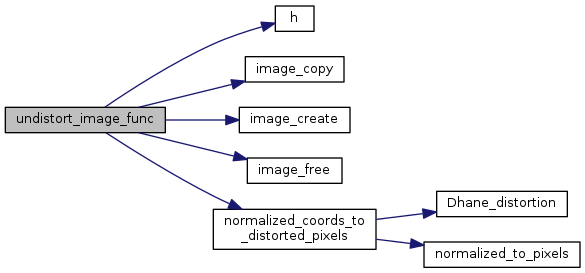 h
image_copy
undistort_image_func
image_create
image_free
Dhane_distortion
normalized_coords_to
_distorted_pixels
normalized_to_pixels